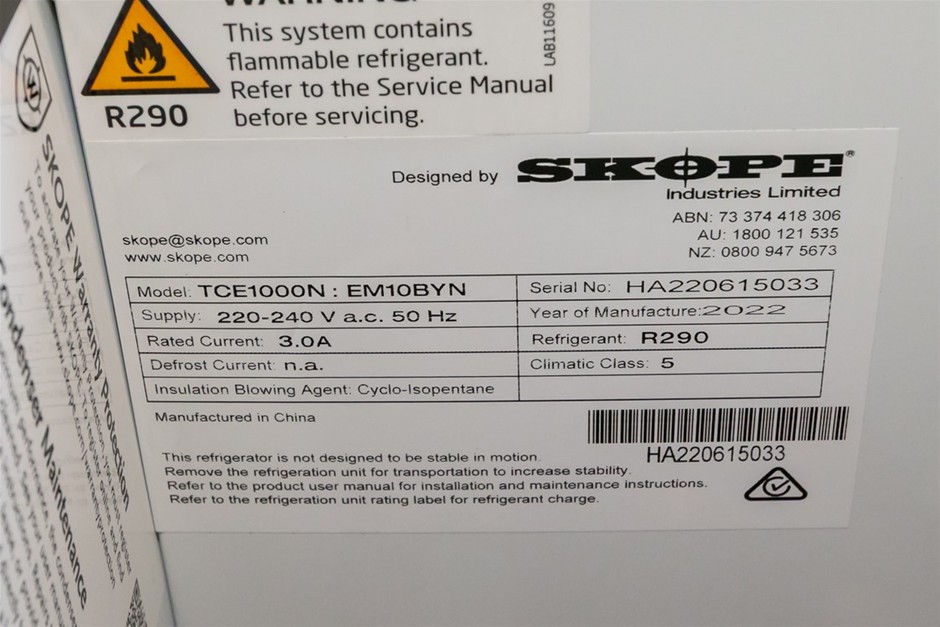 WARNING
This system contains
flammable refrigerant.
Refer to the Service Manual
before servicing.
R290
LAB11609
Designed by SKOPE®
Industries Limited
ABN: 73 374 418 306
AU: 1800 121 535
NZ: 0800 947 5673
skope@skope.com
www.skope.com
Model: TCE1000N : EM10BYN Serial No: HA220615033
Supply: 220-240 V a.c. 50 Hz Year of Manufacture: 2022
Rated Current: 3.0A Refrigerant: R290
Defrost Current: n.a. Climatic Class: 5
Insulation Blowing Agent: Cyclo-Isopentane
Manufactured in China
HA220615033
This refrigerator is not designed to be stable in motion.
Remove the refrigeration unit for transportation to increase stability.
Refer to the product user manual for installation and maintenance instructions.
Refer to the refrigeration unit rating label for refrigerant charge.
SKOPE Warranty Protection
To activate your
Condenser Maintenance